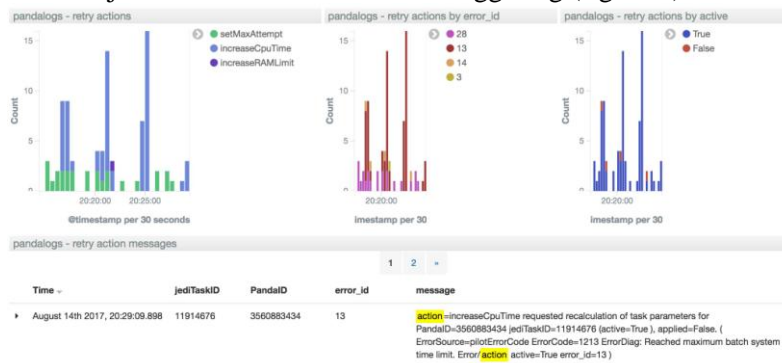 pandalogs - retry actions
15
10
5
0
Count
20:20:00 20:25:00
@timestamp per 30 seconds
setMaxAttempt
increaseCpuTime
increaseRAMLimit
pandalogs - retry actions by error_id
15
10
5
0
Count
20:20:00
imestamp per 30
28
13
14
3
pandalogs - retry actions by active
15
10
5
0
Count
20:20:00
imestamp per 30
True
False
pandalogs - retry action messages
1 2 »
Time jediTaskID PandaID error_id message
August 14th 2017, 20:29:09.898 11914676 3560883434 13 action=increaseCpuTime requested recalculation of task parameters for
PandaID=3560883434 jediTaskID=11914676 (active=True ), applied=False. (
ErrorSource=pilotErrorCode ErrorCode=1213 ErrorDiag: Reached maximum batch system
time limit. Error/action active=True error_id=13 )